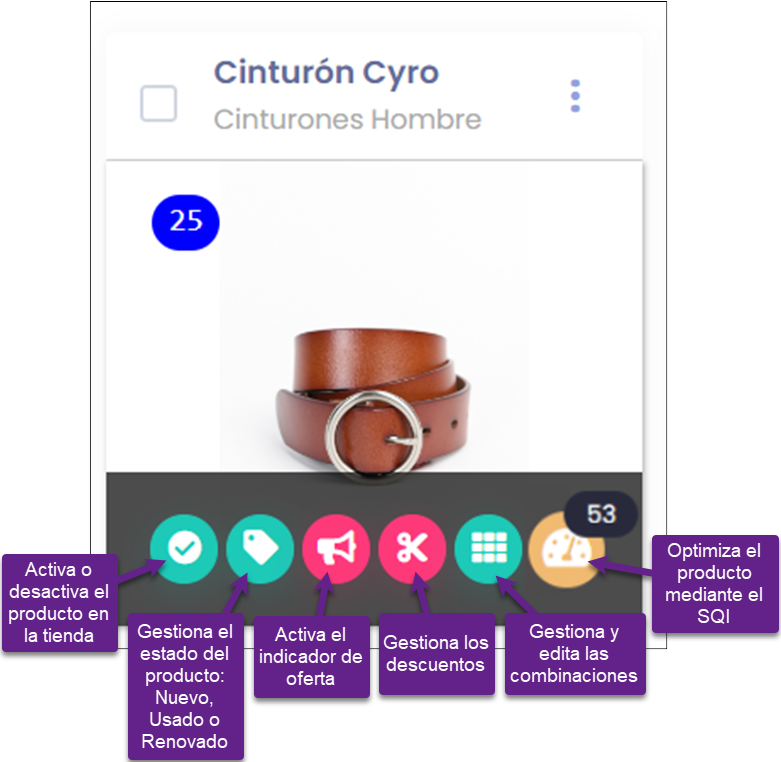 Cinturón Cyro
Cinturones Hombre
25
53
Activa o
desactiva el
producto en
la tienda
Gestiona el
estado del
producto:
Nuevo,
Usado o
Renovado
Activa el
indicador de
oferta
Gestiona los
descuentos
Gestiona y
edita las
combinaciones
Optimiza el
producto
mediante el
SQI